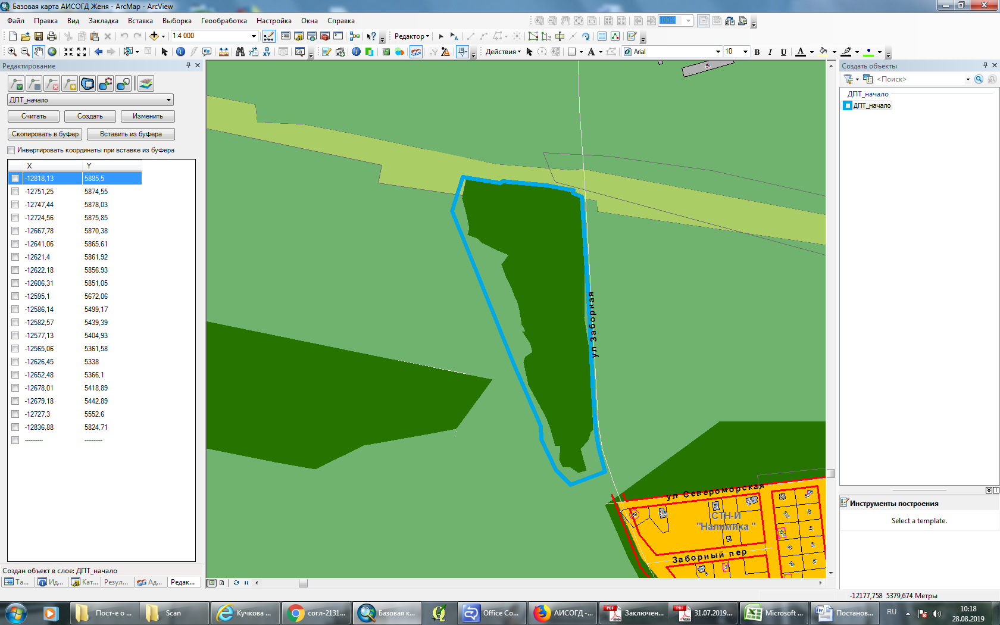 Базовая карта АИСОГД Женя - ArcMap - ArcView
Файл Правка Вид Закладка Вставка Выборка Геообработка Настройка Окна Справка
100%
1:4 000
Редактор
Действия
Arial
10
Редактирование
ДПТ_начало
Считать Создать Изменить
Скопировать в буфер Вставить из буфера
Инвертировать координаты при вставке из буфера
X Y
-12818,13 5885,5
-12751,25 5874,55
-12747,44 5878,03
-12724,56 5875,85
-12667,78 5870,38
-12641,06 5865,61
-12621,4 5861,92
-12622,18 5856,93
-12606,31 5851,05
-12595,1 5672,06
-12586,14 5499,17
-12582,57 5439,39
-12577,13 5404,93
-12565,06 5361,58
-12626,45 5338
-12652,48 5366,1
-12678,01 5418,89
-12679,18 5442,89
-12727,3 5552,6
-12836,88 5824,71
---------- ----------
Создан объект в слое: ДПТ_начало
Та... Ид... Кат... Резул... Ад... Редак...
ул Заборная
ул Североморская
СТН-И
"Налимиха "
Заборный пер
Создать объекты
<Поиск>
ДПТ_начало
ДПТ_начало
Инструменты построения
Select a template.
-12177,758 5379,674 Метры
Пост-е о ... Scan Кучкова ... согл-2131... Базовая к... Office Co... АИСОГД -... Заключен... 31.07.2019... Microsoft ... Постанов...
RU
10:18
28.08.2019